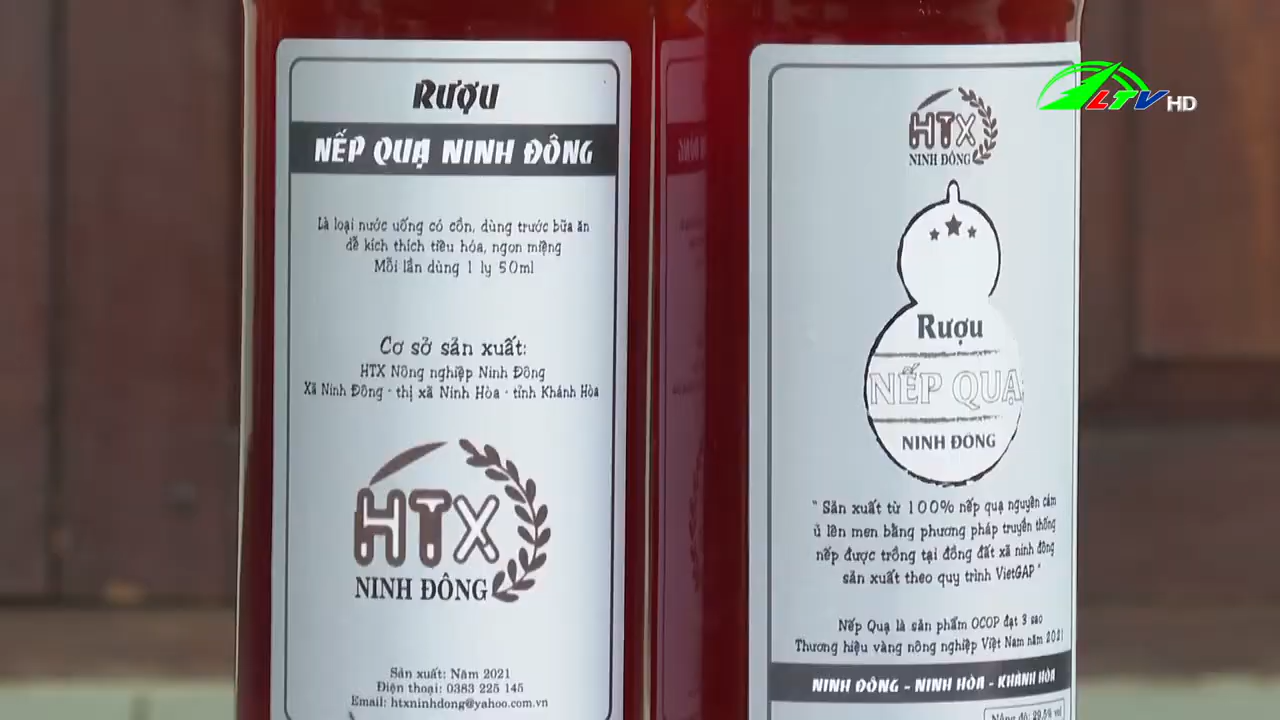 Rượu
NẾP QUẠ NINH ĐÔNG
Là loại nước uống có cồn, dùng trước bữa ăn
dễ kích thích tiêu hóa, ngon miệng
Mỗi lần dùng 1 ly 50ml
Cơ sở sản xuất:
HTX Nông nghiệp Ninh Đông
Xã Ninh Đông - thị xã Ninh Hòa - tỉnh Khánh Hòa
HTX
NINH ĐÔNG
Sản xuất: Năm 2021
Điện thoại: 0383 225 145
Email: htxninhdong@yahoo.com.vn
HTX
NINH ĐÔNG
Rượu
NẾP QUẠ
NINH ĐÔNG
" Sản xuất từ 100% nếp quạ nguyên cám
ủ lên men bằng phương pháp truyền thống
nếp được trồng tại đồng đất xã ninh đông
sản xuất theo quy trình VietGAP "
Nếp Quạ là sản phẩm OCOP đạt 3 sao
Thương hiệu vàng nông nghiệp Việt Nam năm 2021
NINH ĐÔNG - NINH HÒA - KHÁNH HÒA
Nồng độ: 29,5% vol
LTV HD